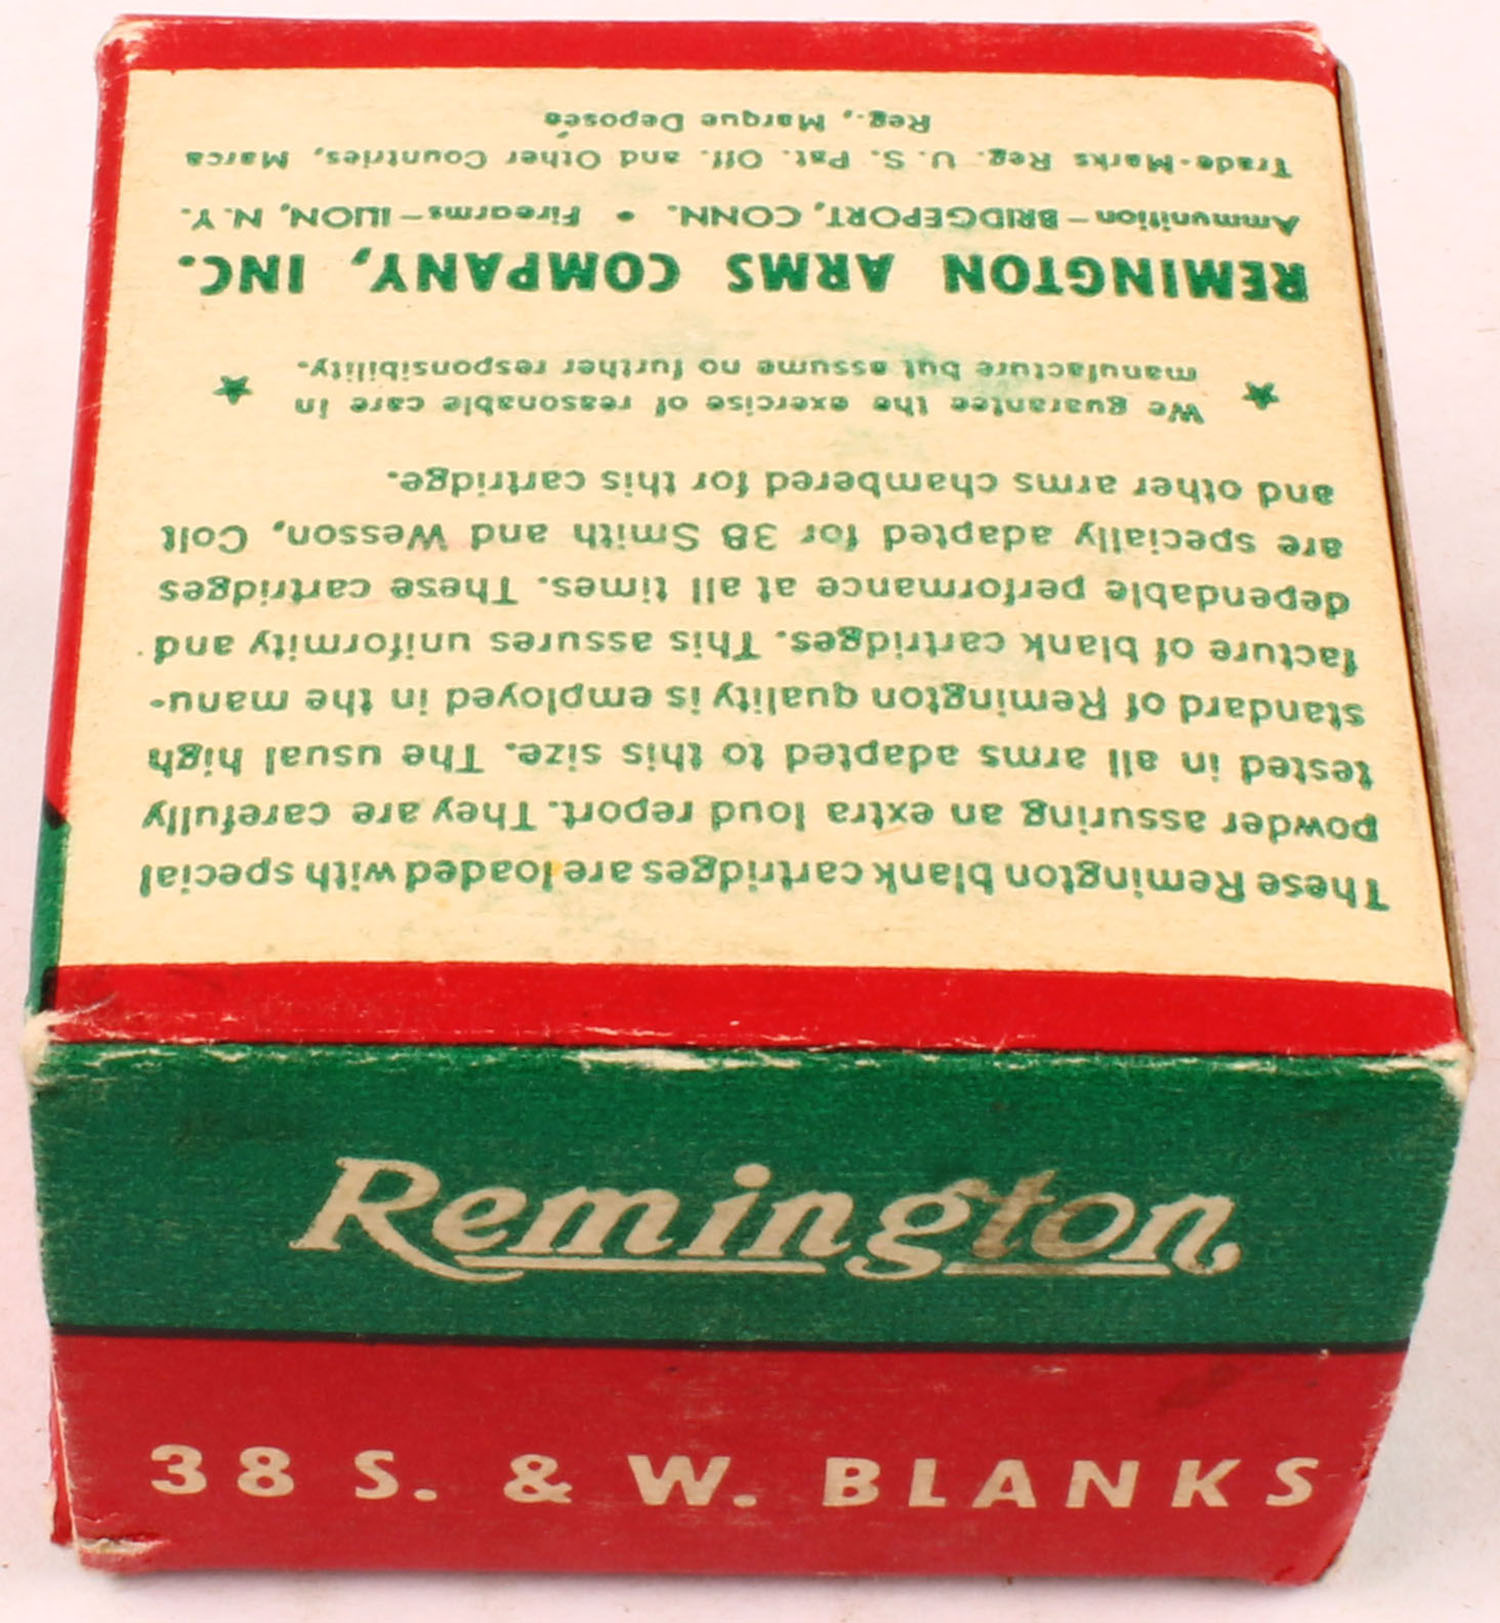 These Remington blank cartridges are loaded with special
powder assuring an extra loud report. They are carefully
tested in all arms adapted to this size. The usual high
standard of Remington quality is employed in the manu-
facture of blank cartridges. This assures uniformity and
dependable performance at all times. These cartridges
are specially adapted for 38 Smith and Wesson, Colt
and other arms chambered for this cartridge.
★ We guarantee the exercise of reasonable care in
manufacture but assume no further responsibility. ★
REMINGTON ARMS COMPANY, INC.
Ammunition—BRIDGEPORT, CONN. • Firearms—ILION, N.Y.
Trade-Marks Reg. U. S. Pat. Off. and Other Countries, Marca
Reg., Marque Deposée
Remington
38 S. & W. BLANKS